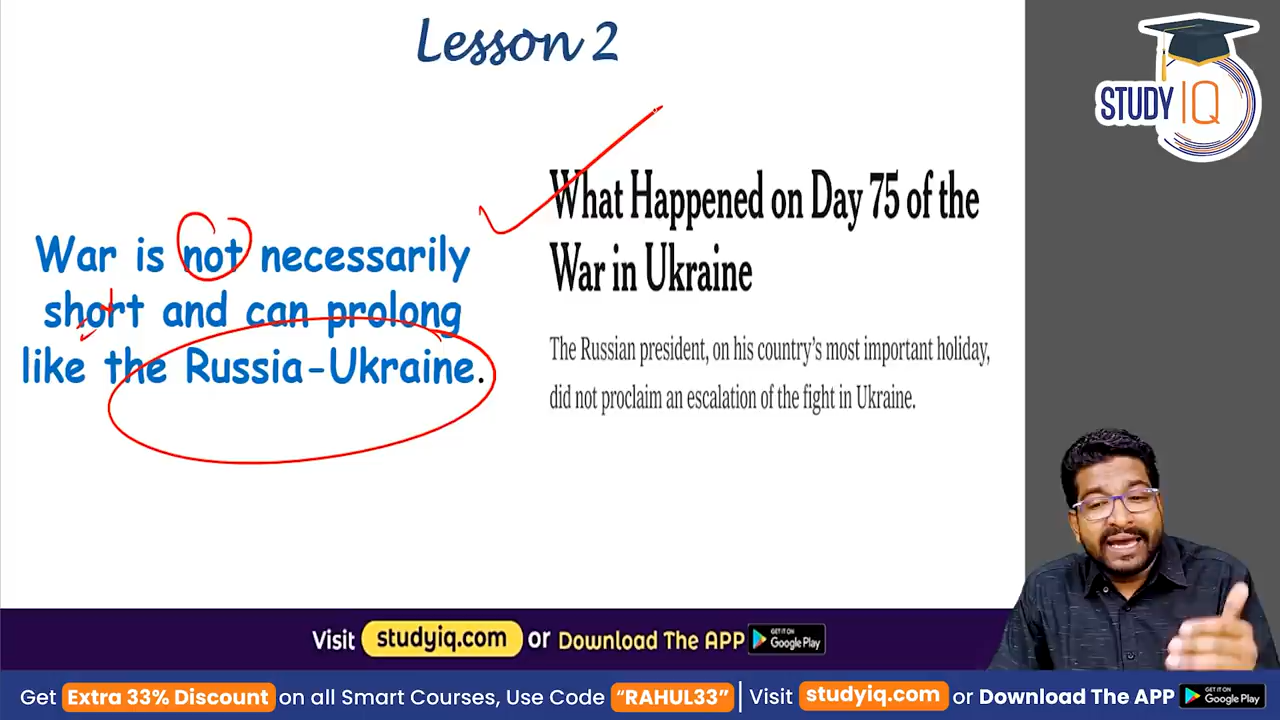 Lesson 2
STUDY IQ
War is not necessarily
short and can prolong
like the Russia-Ukraine.
What Happened on Day 75 of the
War in Ukraine
The Russian president, on his country's most important holiday,
did not proclaim an escalation of the fight in Ukraine.
Visit studyiq.com or Download The APP GET IT ON Google Play
Get Extra 33% Discount on all Smart Courses, Use Code "RAHUL33" Visit studyiq.com or Download The APP GET IT ON Google Play